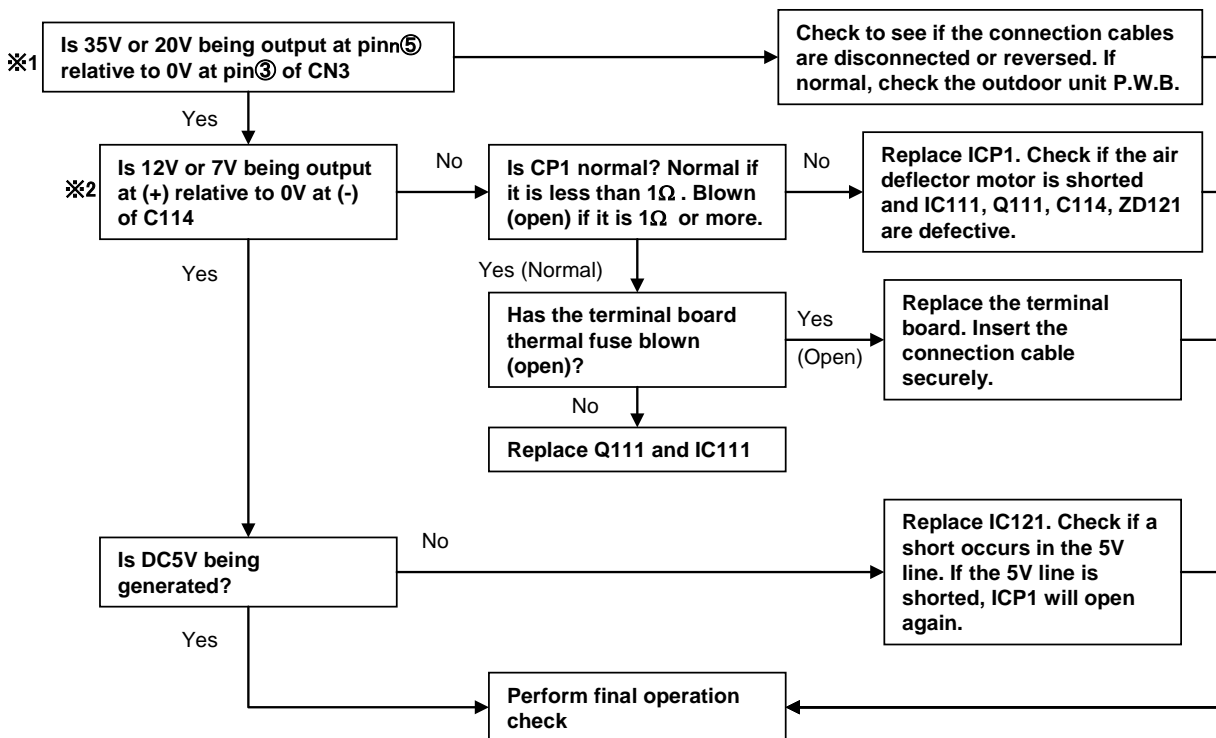 ※1
Is 35V or 20V being output at pinn⑤
relative to 0V at pin③ of CN3
Check to see if the connection cables
are disconnected or reversed. If
normal, check the outdoor unit P.W.B.
Yes
※2
Is 12V or 7V being output
at (+) relative to 0V at (-)
of C114
No
Is CP1 normal? Normal if
it is less than 1Ω . Blown
(open) if it is 1Ω or more.
No
Replace ICP1. Check if the air
deflector motor is shorted
and IC111, Q111, C114, ZD121
are defective.
Yes
Yes (Normal)
Has the terminal board
thermal fuse blown
(open)?
Yes
(Open)
Replace the terminal
board. Insert the
connection cable
securely.
No
Replace Q111 and IC111
Is DC5V being
generated?
No
Replace IC121. Check if a
short occurs in the 5V
line. If the 5V line is
shorted, ICP1 will open
again.
Yes
Perform final operation
check